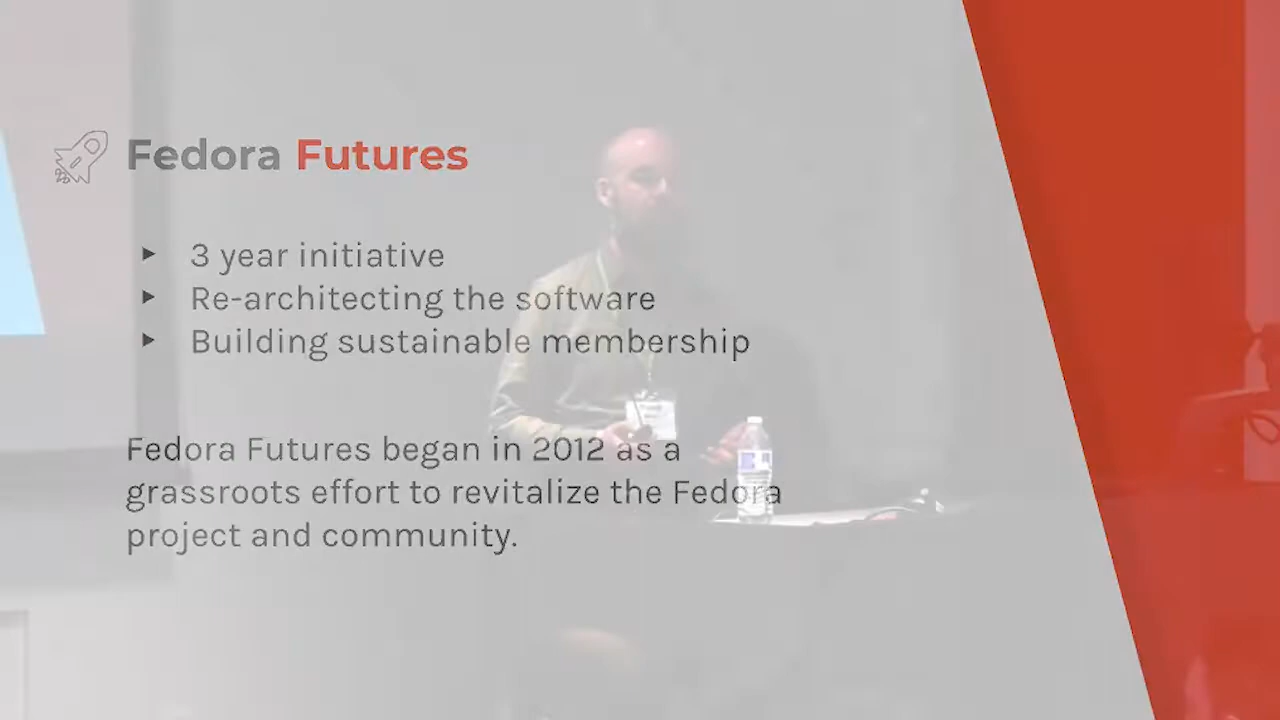 Fedora Futures
3 year initiative
Re-architecting the software
Building sustainable membership
Fedora Futures began in 2012 as a
grassroots effort to revitalize the Fedora
project and community.